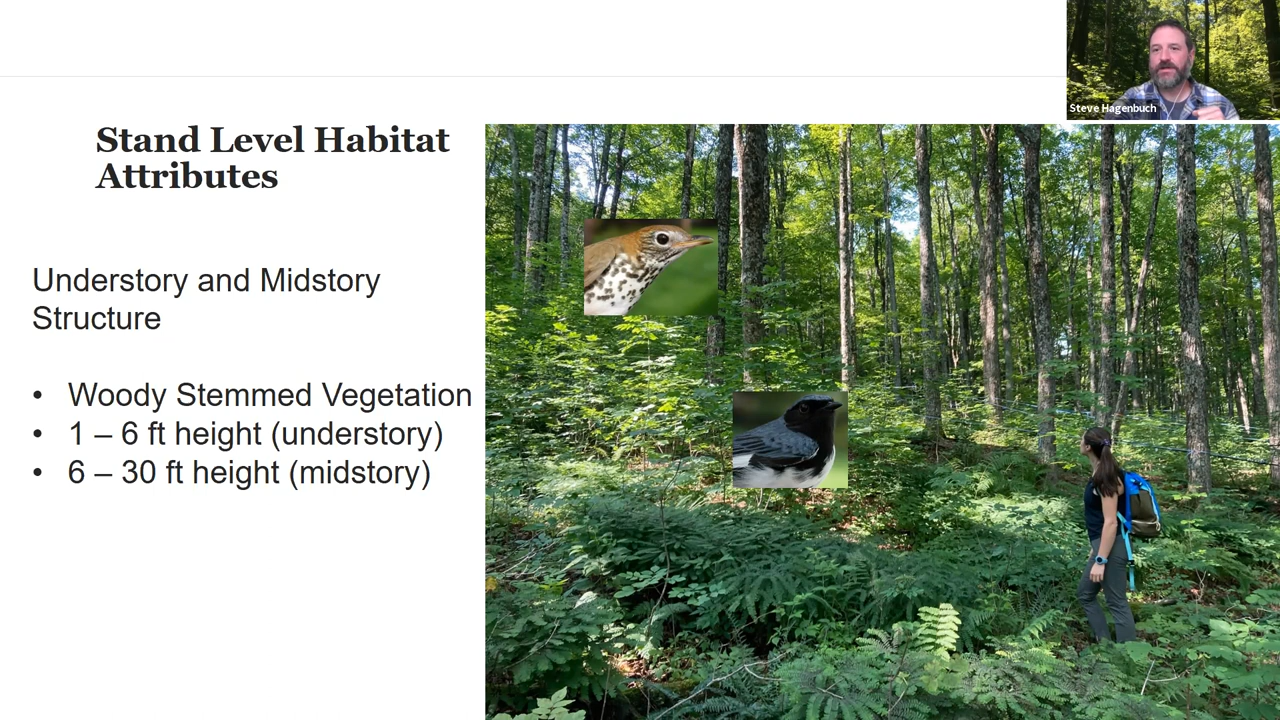 Steve Hagenbuch
Stand Level Habitat
Attributes
Understory and Midstory
Structure
• Woody Stemmed Vegetation
• 1 – 6 ft height (understory)
• 6 – 30 ft height (midstory)